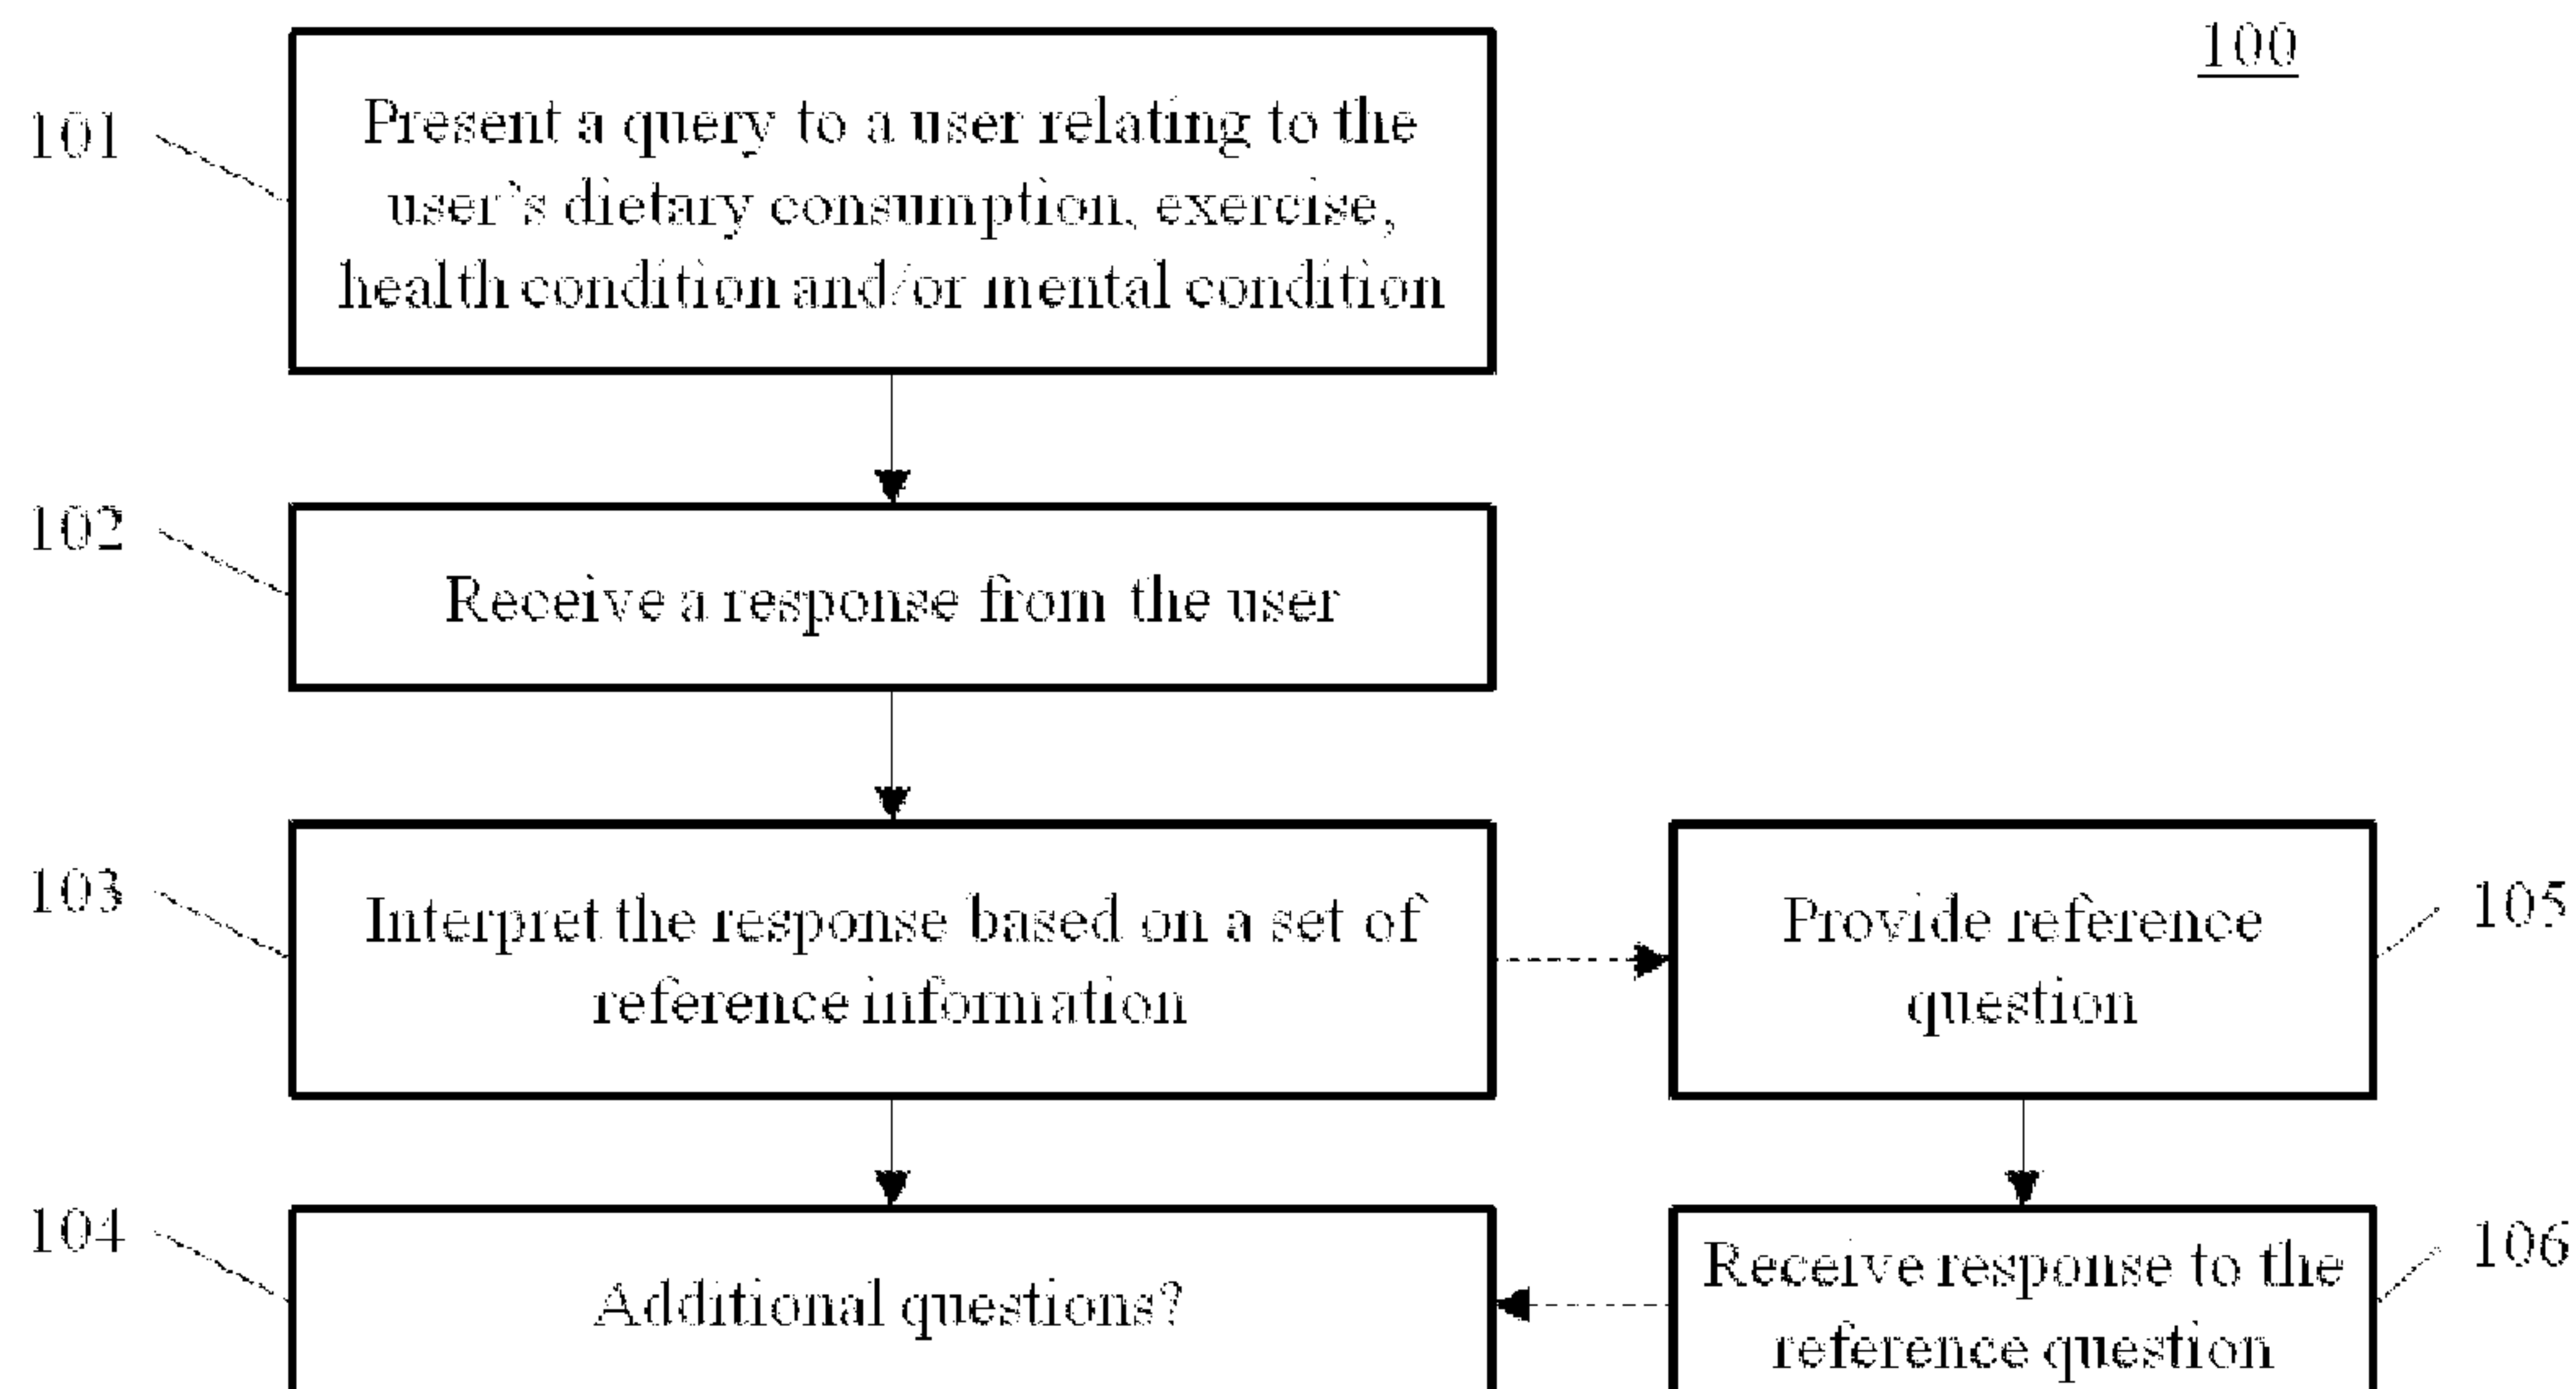 100
101
Present a query to a user relating to the
user's dietary consumption, exercise,
health condition and/or mental condition
102
Receive a response from the user
103
Interpret the response based on a set of
reference information
Provide reference
question
105
104
Additional questions?
Receive response to the
reference question
106